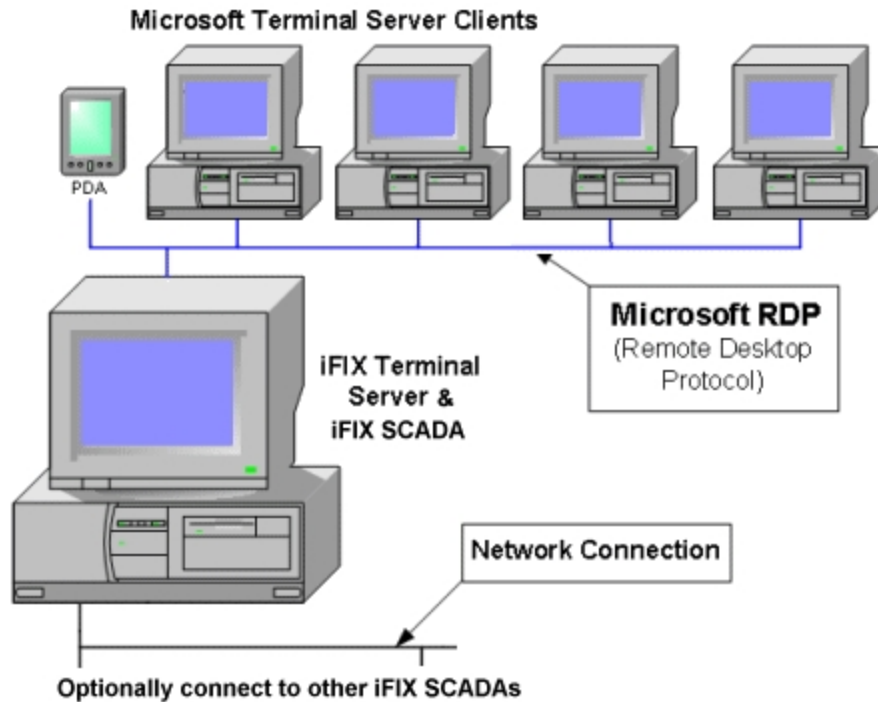 Microsoft Terminal Server Clients
PDA
Microsoft RDP
(Remote Desktop
Protocol)
iFIX Terminal
Server &
iFIX SCADA
Network Connection
Optionally connect to other iFIX SCADAs